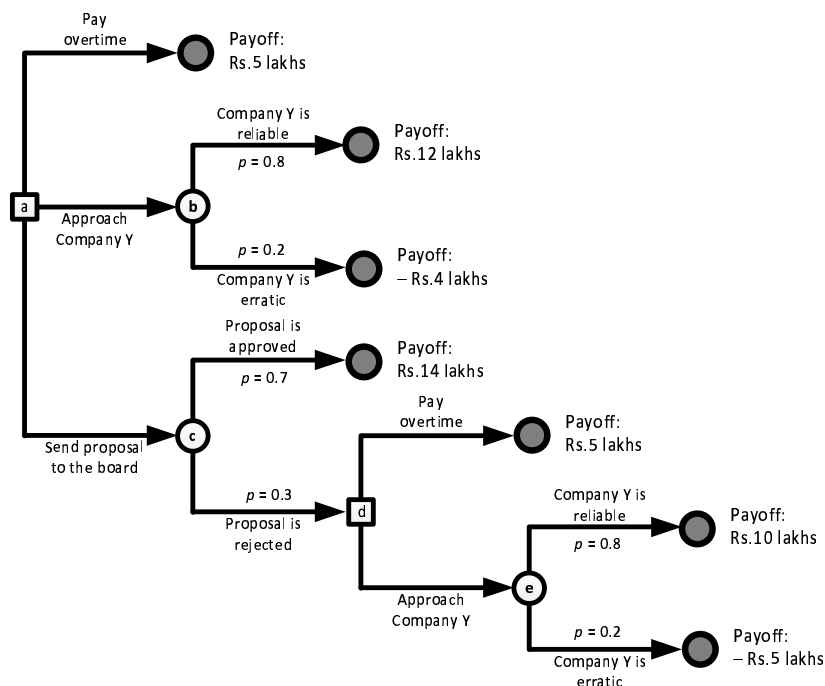 Pay
overtime
Payoff:
Rs.5 lakhs
Company Y is
reliable
p = 0.8
Payoff:
Rs.12 lakhs
a
Approach
Company Y
b
p = 0.2
Company Y is
erratic
Payoff:
– Rs.4 lakhs
Proposal is
approved
p = 0.7
Payoff:
Rs.14 lakhs
Send proposal
to the board
c
p = 0.3
Proposal is
rejected
Pay
overtime
Payoff:
Rs.5 lakhs
d
Approach
Company Y
e
Company Y is
reliable
p = 0.8
Payoff:
Rs.10 lakhs
p = 0.2
Company Y is
erratic
Payoff:
– Rs.5 lakhs